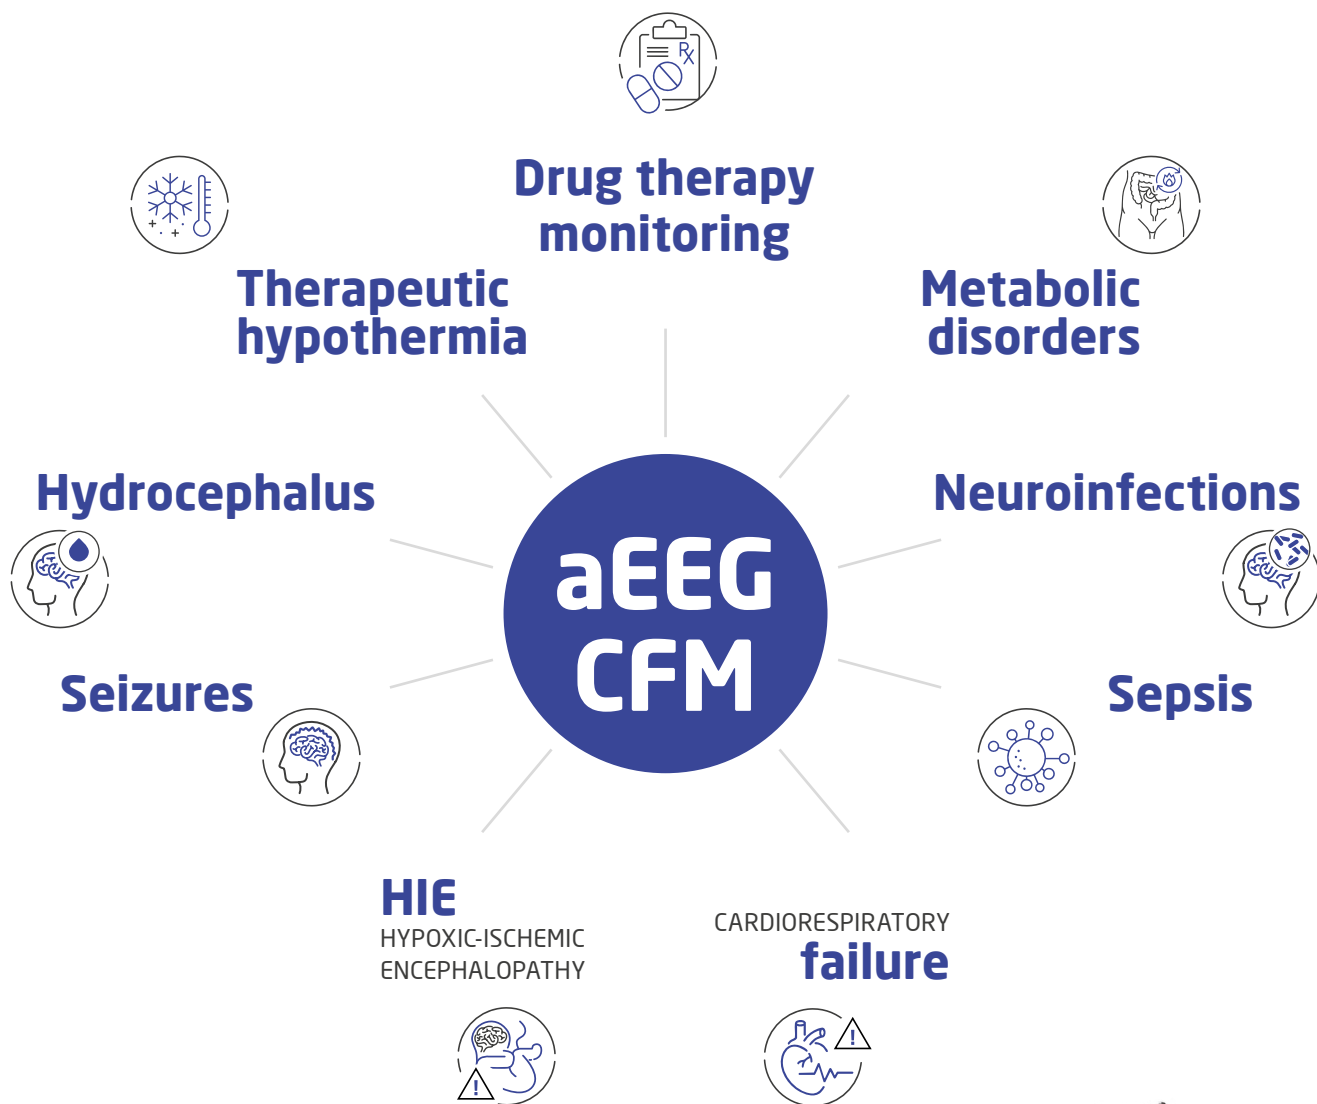 Rx
Drug therapy
monitoring
Therapeutic
hypothermia
Metabolic
disorders
Hydrocephalus
Neuroinfections
aEEG
CFM
Seizures
Sepsis
HIE
HYPOXIC-ISCHEMIC
ENCEPHALOPATHY
CARDIORESPIRATORY
failure
!
!